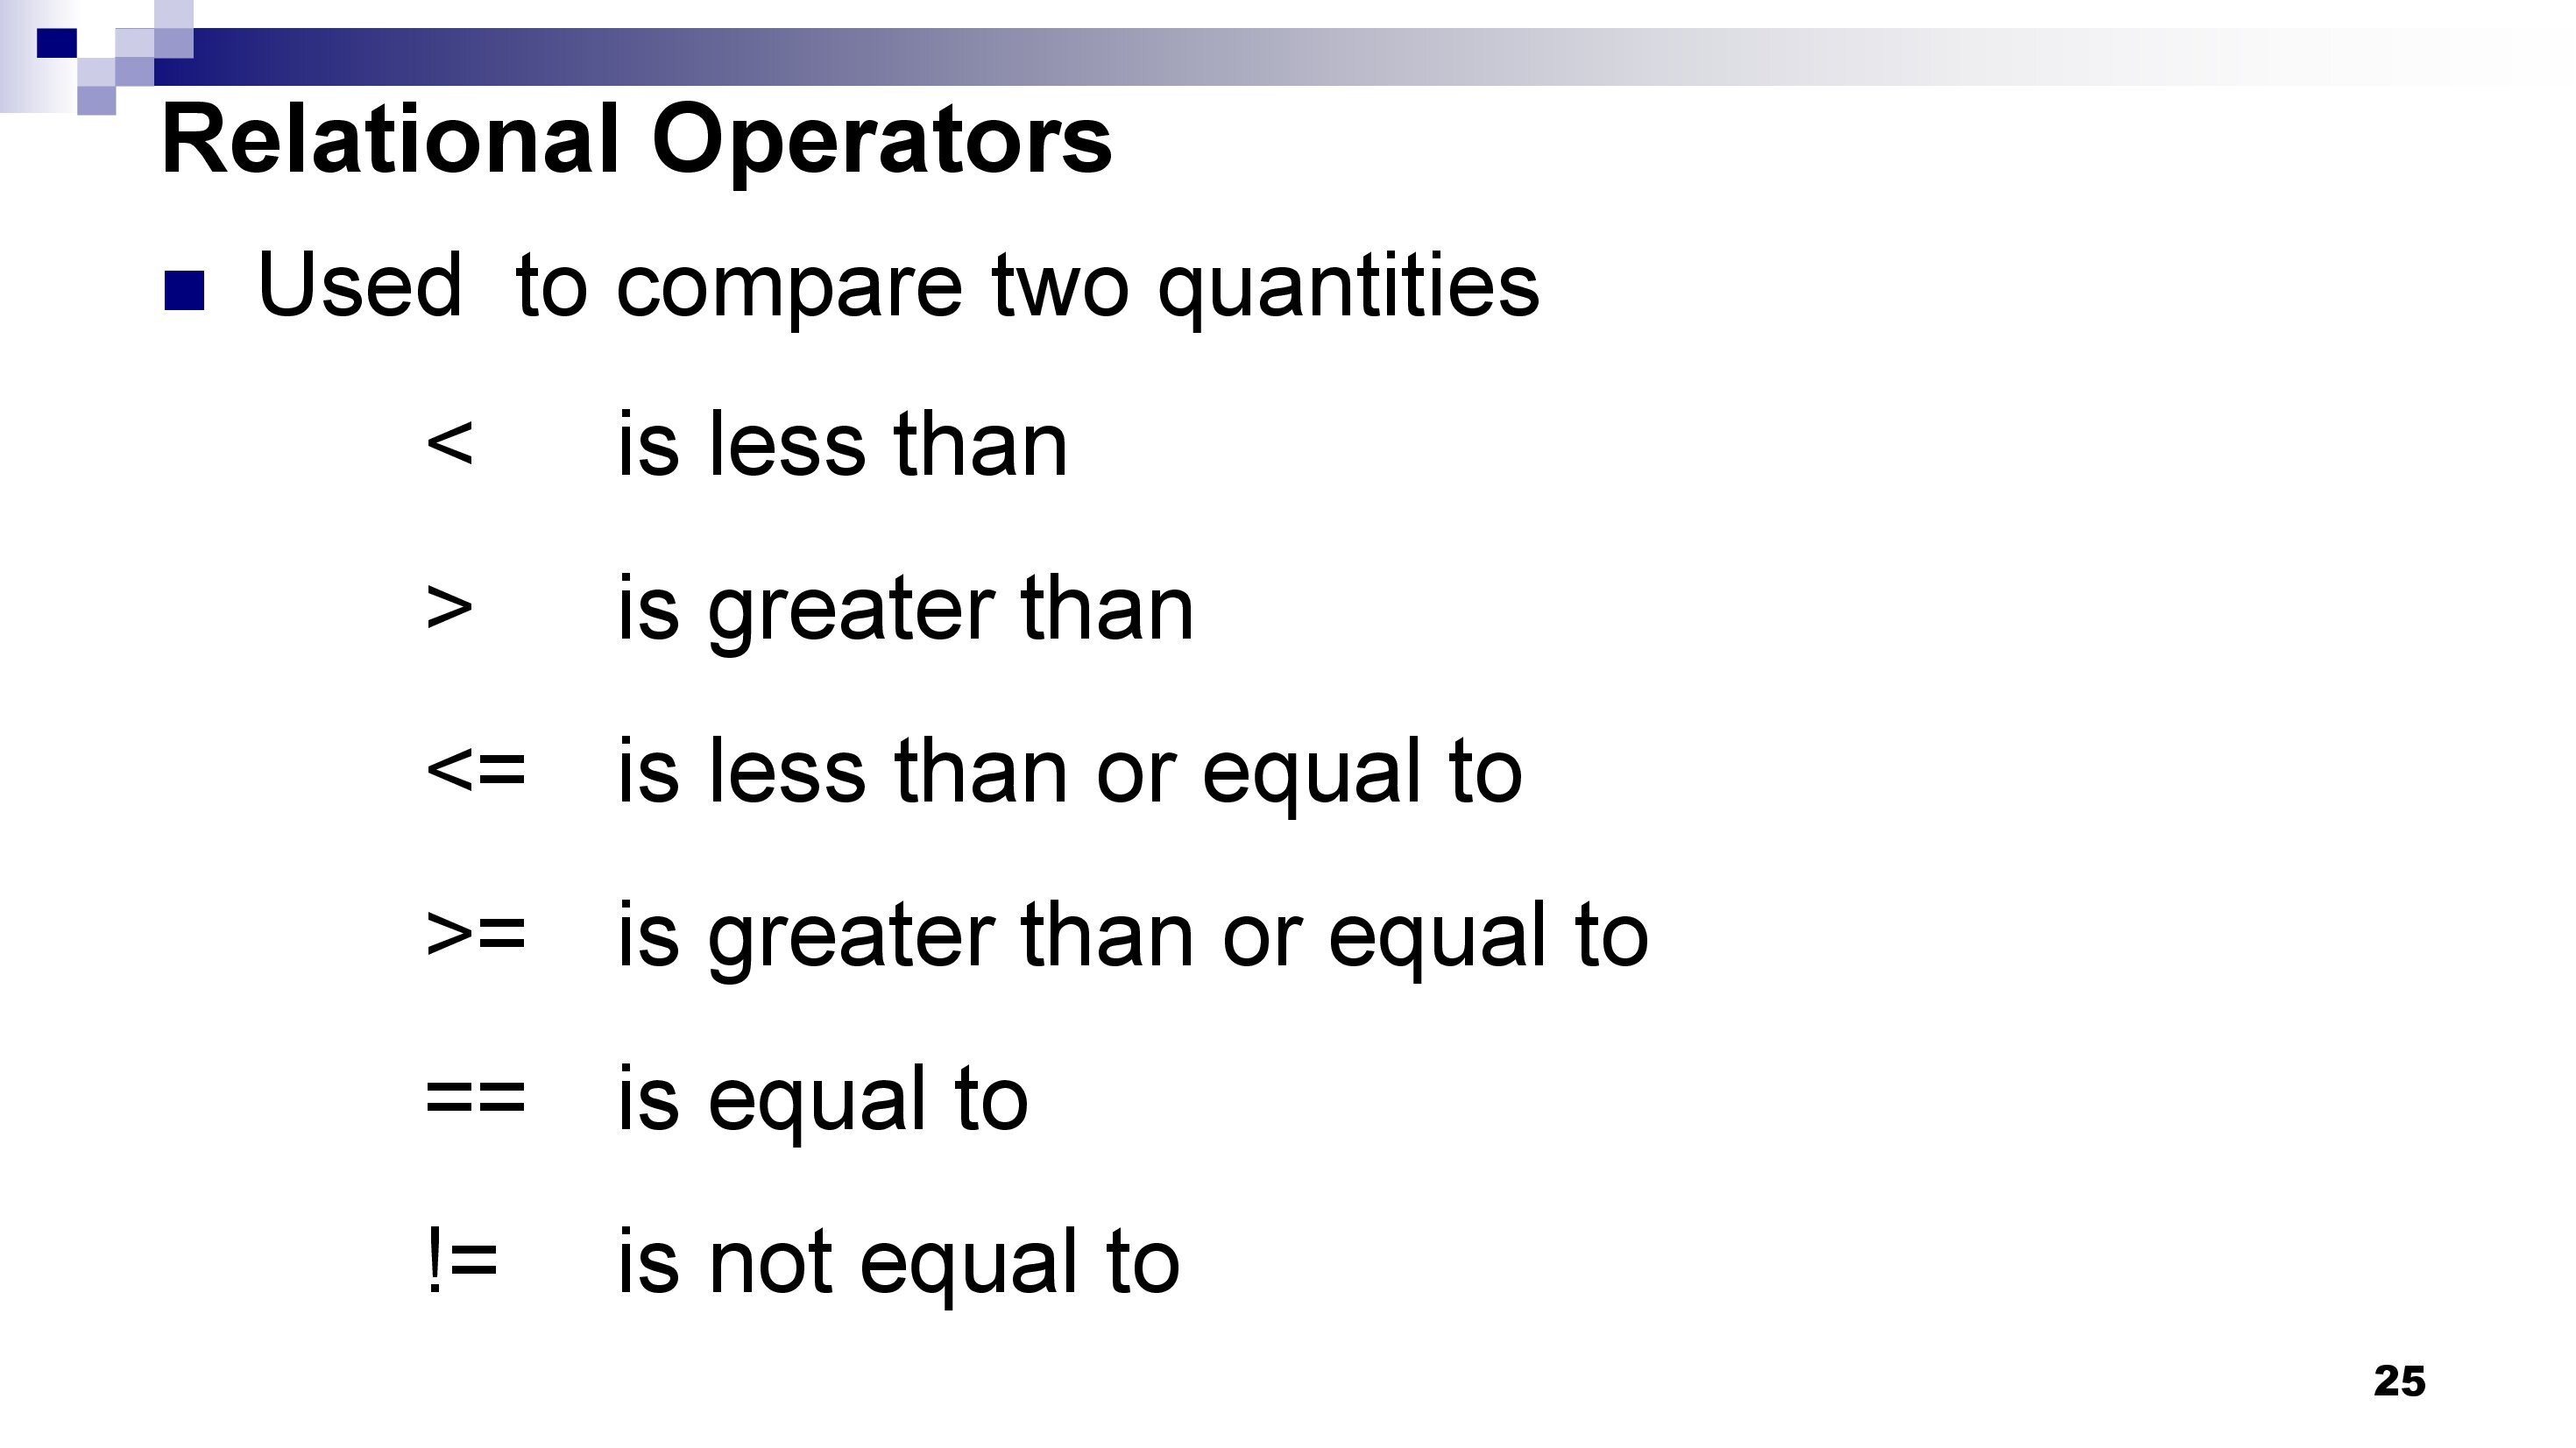 Relational Operators
Used  to compare two quantities
< is less than
> is greater than
<= is less than or equal to
>= is greater than or equal to
== is equal to
!= is not equal to
25